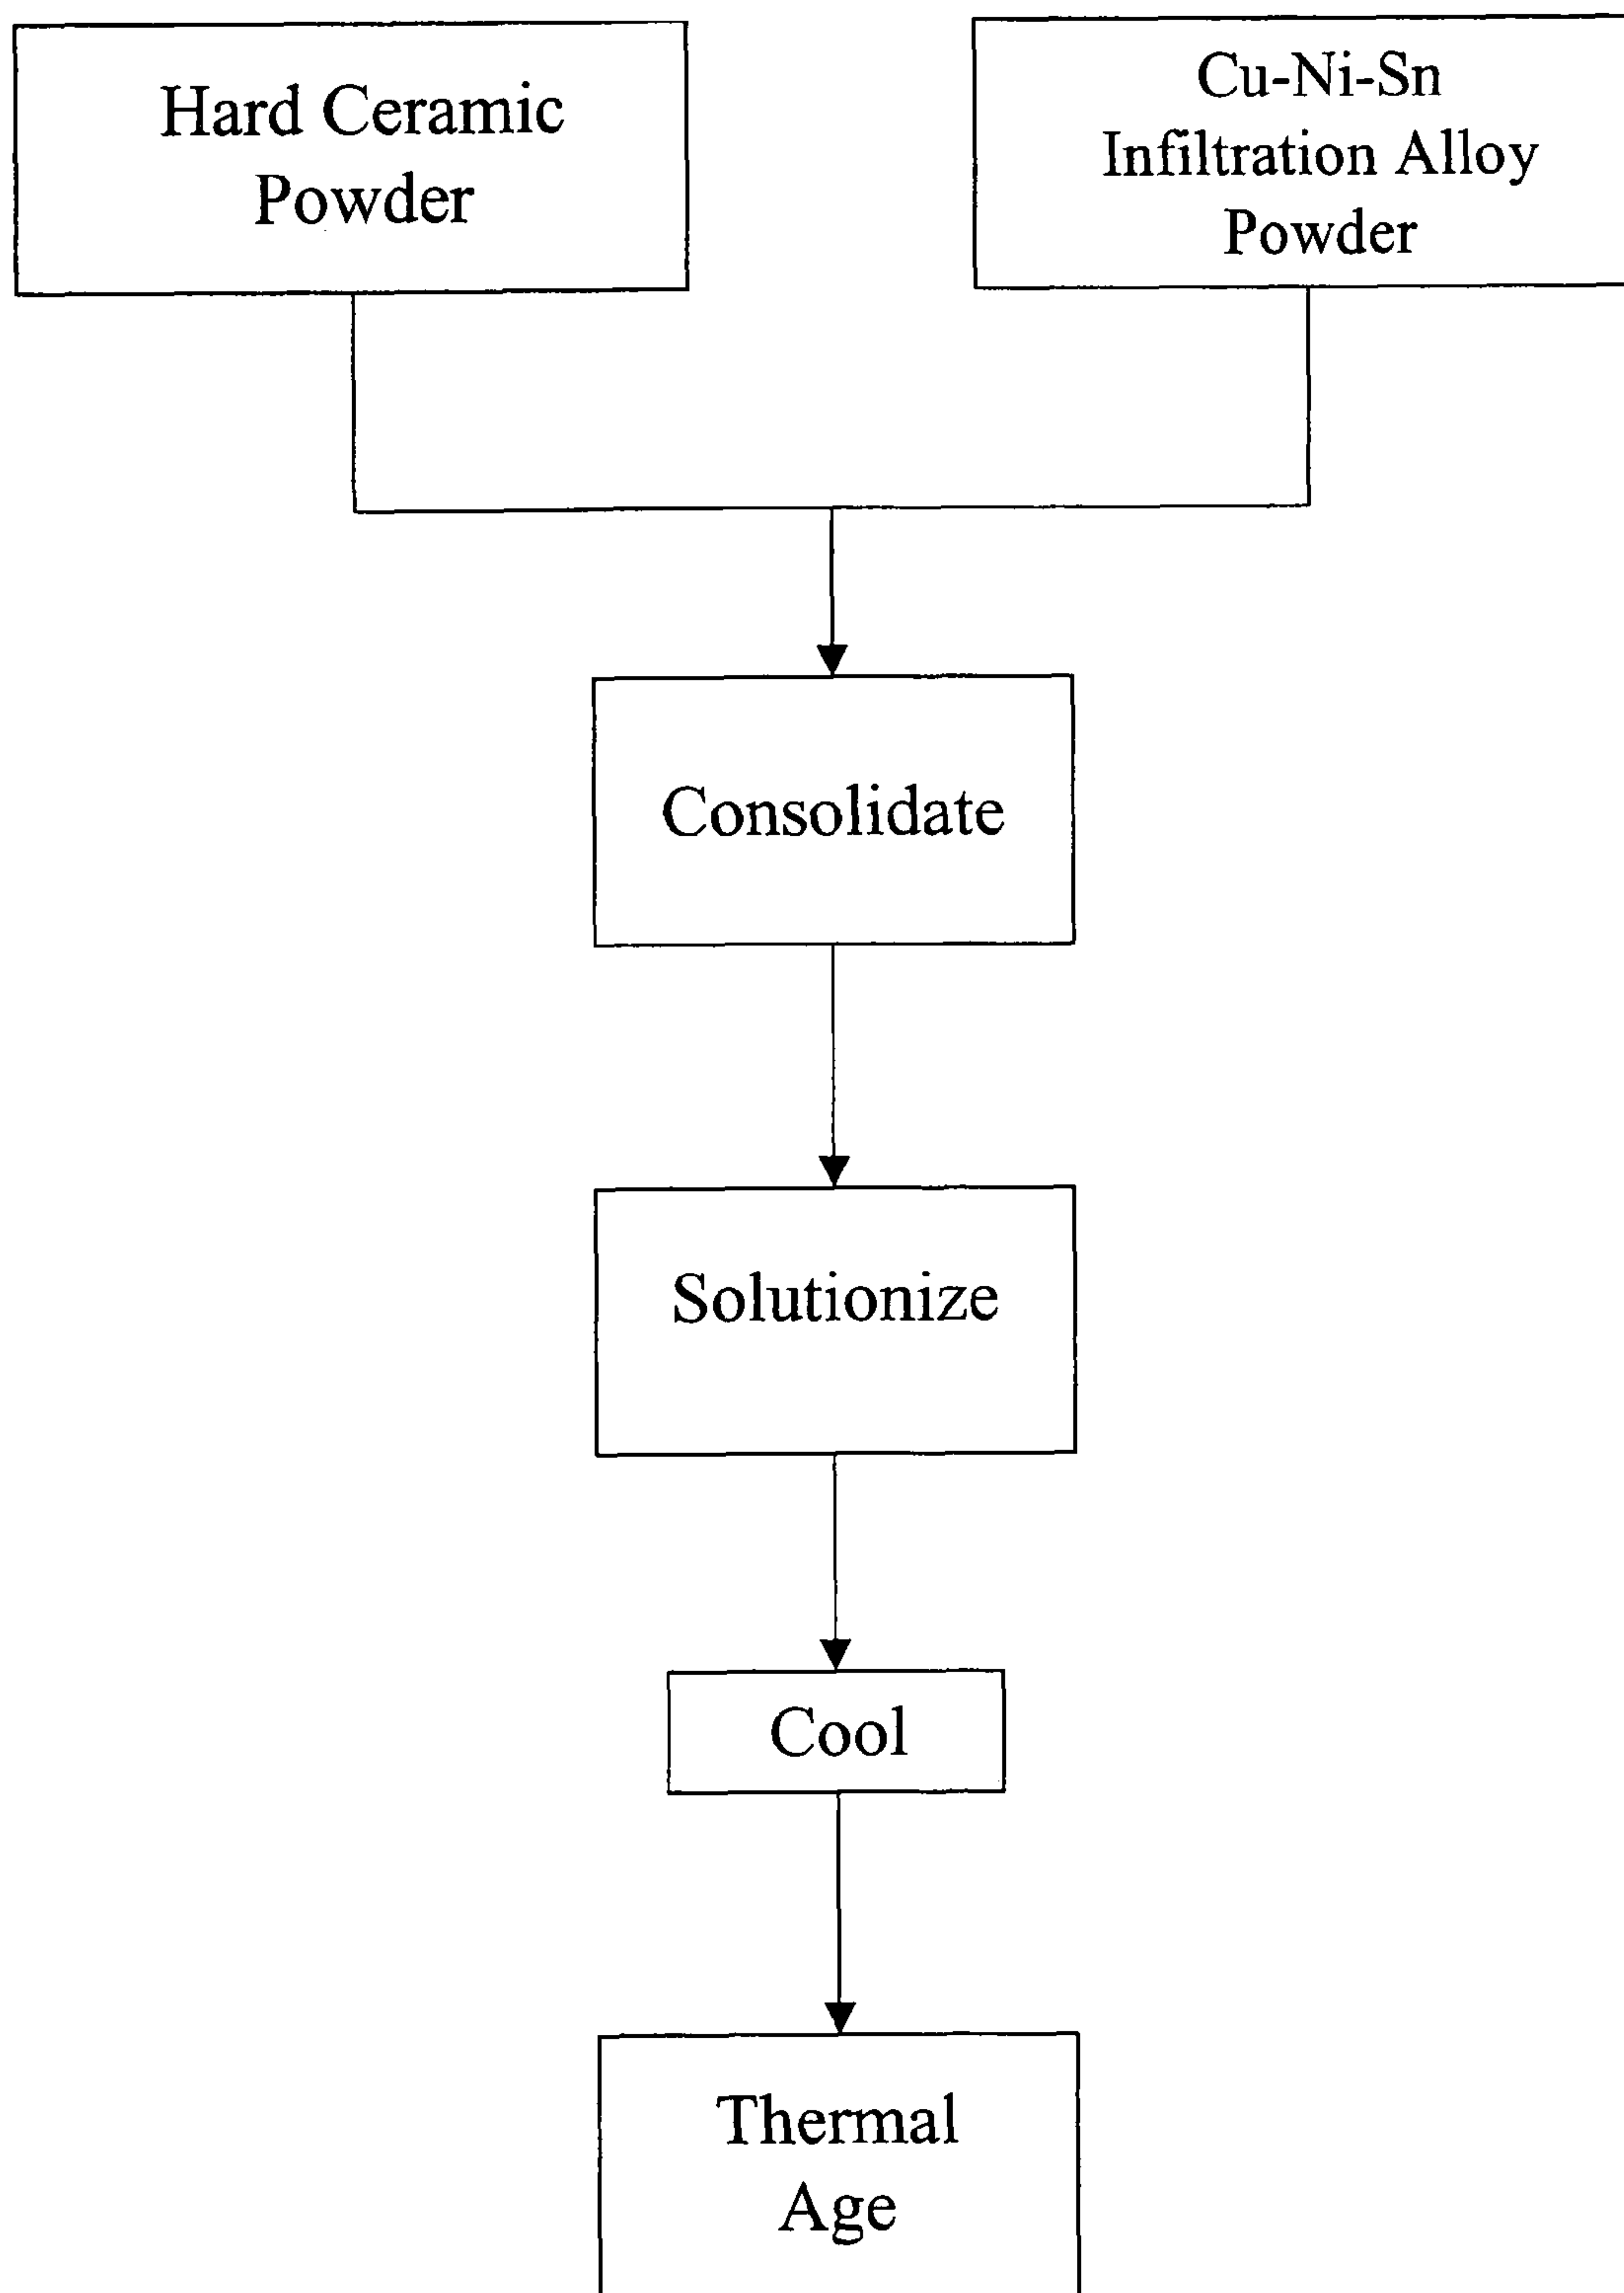 Hard Ceramic
Powder
Cu-Ni-Sn
Infiltration Alloy
Powder
Consolidate
Solutionize
Cool
Thermal
Age